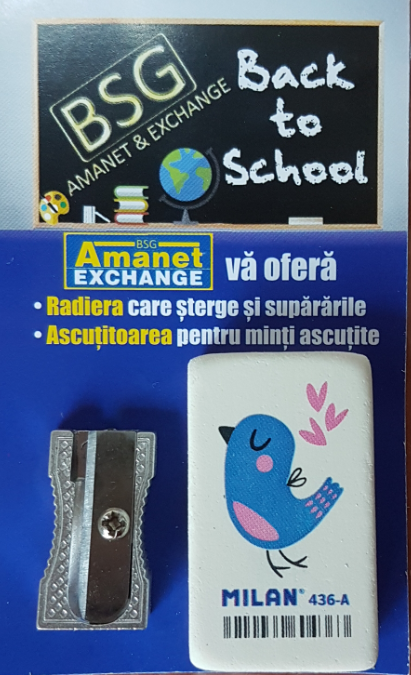 BSG
AMANET & EXCHANGE
Back
to
School
BSG
Amanet
EXCHANGE
vă oferă
• Radiera care șterge și supărările
• Ascuțitoarea pentru minți ascuțite
MILAN® 436-A